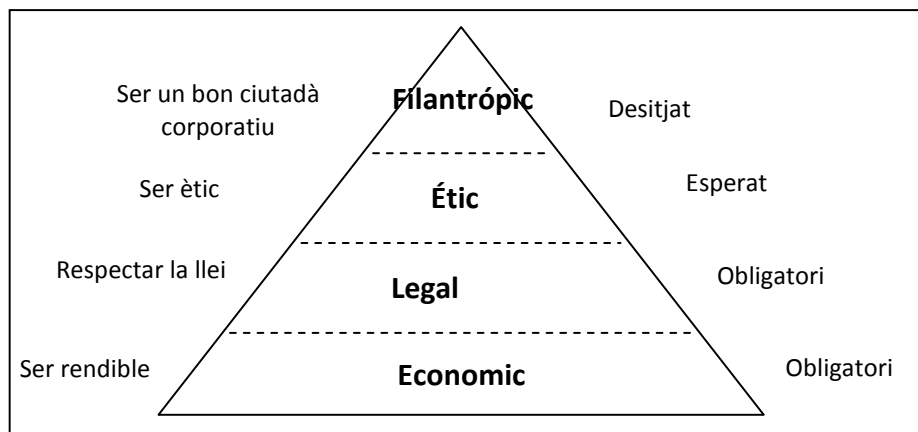 Ser un bon ciutadà
corporatiu
Filantrópic
Desitjat
Ser ètic
Étic
Esperat
Respectar la llei
Legal
Obligatori
Ser rendible
Economic
Obligatori